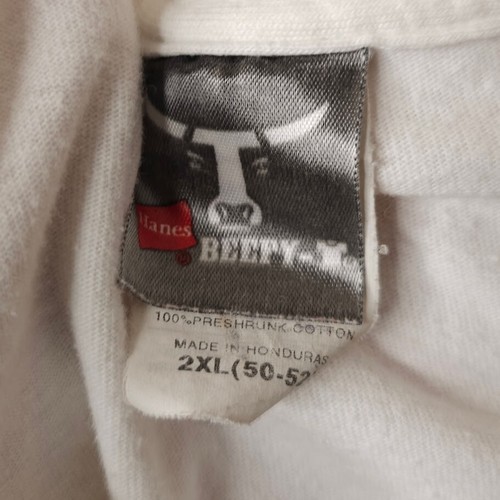 Hanes
BEEFY-T
100% PRESHRUNK COTTON
MADE IN HONDURAS
2XL(50-52